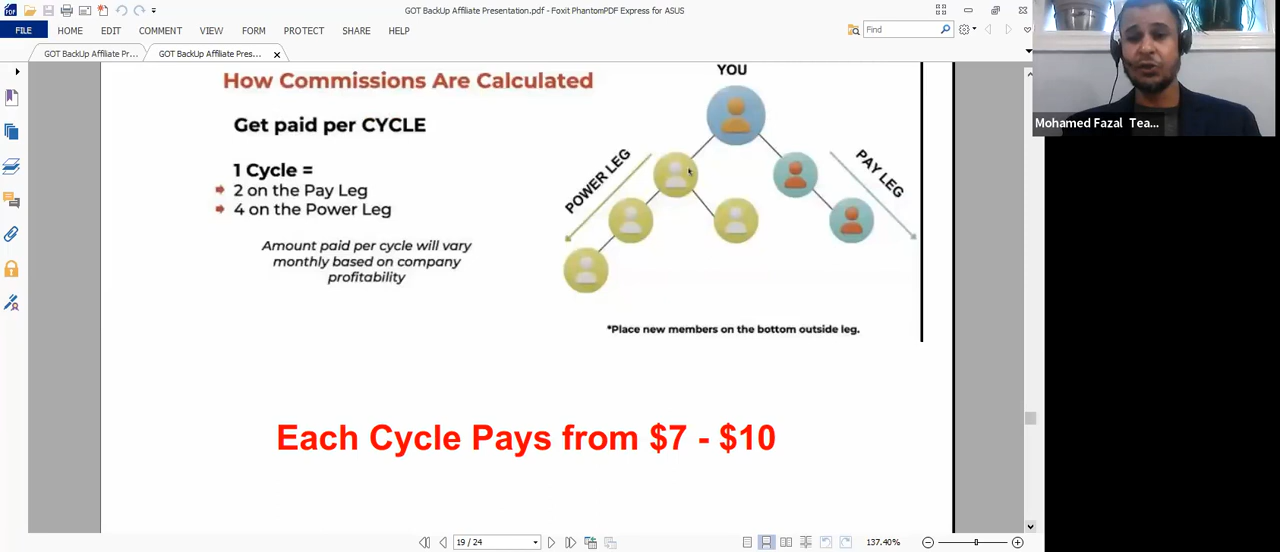 GOT BackUp Affiliate Presentation.pdf - Foxit PhantomPDF Express for ASUS
FILE HOME EDIT COMMENT VIEW FORM PROTECT SHARE HELP
Find
GOT BackUp Affiliate Pr...
GOT BackUp Affiliate Pres...
How Commissions Are Calculated
Get paid per CYCLE
1 Cycle =
2 on the Pay Leg
4 on the Power Leg
Amount paid per cycle will vary
monthly based on company
profitability
YOU
POWER LEG
PAY LEG
*Place new members on the bottom outside leg.
Each Cycle Pays from $7 - $10
Mohamed Fazal Tea...
19 / 24
137.40%